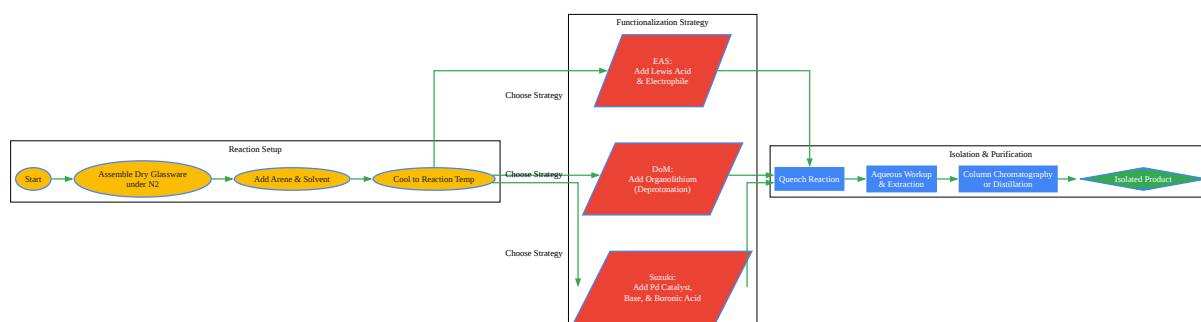 Functionalization Strategy
EAS:
Add Lewis Acid
& Electrophile
Choose Strategy
Reaction Setup
Start
Assemble Dry Glassware
under N2
Add Arene & Solvent
Cool to Reaction Temp
Choose Strategy
DoM:
Add Organolithium
(Deprotonation)
Isolation & Purification
Quench Reaction
Aqueous Workup
& Extraction
Column Chromatography
or Distillation
Isolated Product
Choose Strategy
Suzuki:
Add Pd Catalyst,
Base, & Boronic Acid